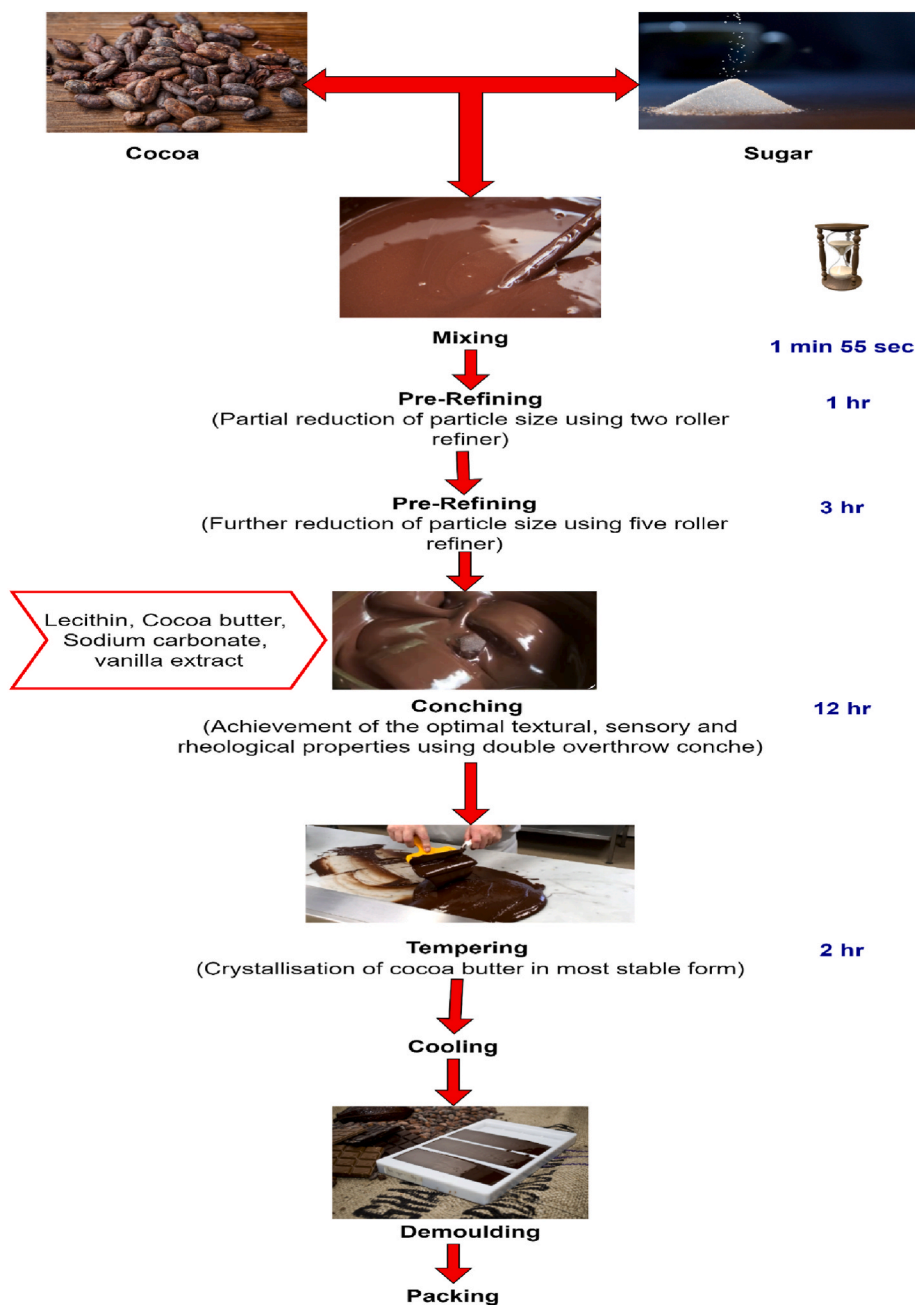 Cocoa
Sugar
Mixing
1 min 55 sec
Pre-Refining
1 hr
(Partial reduction of particle size using two roller
refiner)
Pre-Refining
3 hr
(Further reduction of particle size using five roller
refiner)
Lecithin, Cocoa butter,
Sodium carbonate,
vanilla extract
Conching
12 hr
(Achievement of the optimal textural, sensory and
rheological properties using double overthrow conche)
Tempering
2 hr
(Crystallisation of cocoa butter in most stable form)
Cooling
Demoulding
Packing